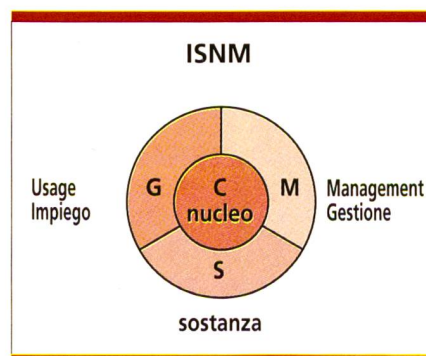 ISNM
Usage
Impiego
G
C
nucleo
M
Management
Gestione
S
sostanza